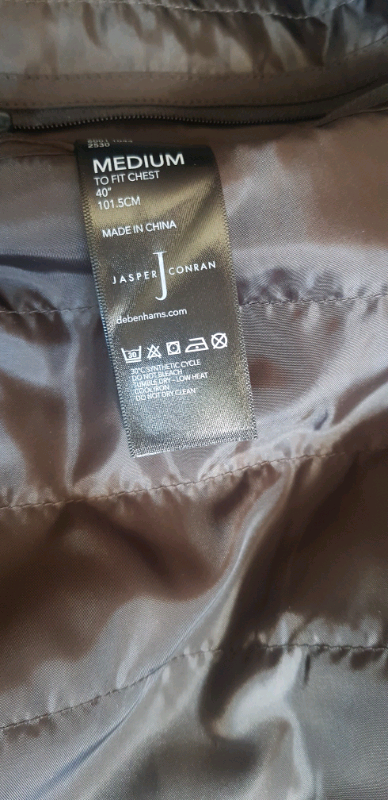 2530
MEDIUM
TO FIT CHEST
40"
101.5CM
MADE IN CHINA
JASPER J CONRAN
debenhams.com
30
30°C SYNTHETIC CYCLE
DO NOT BLEACH
TUMBLE DRY - LOW HEAT
COOL IRON
DO NOT DRY CLEAN